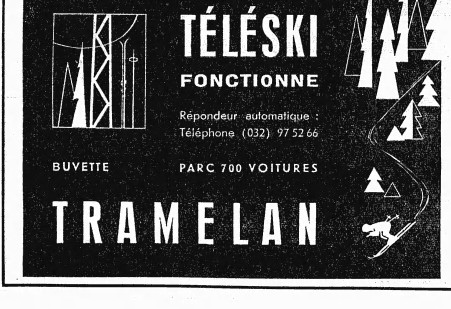 TÉLÉSKI
FONCTIONNE
Répondeur automatique :
Téléphone (032) 97 52 66
BUVETTE PARC 700 VOITURES
TRAMELAN